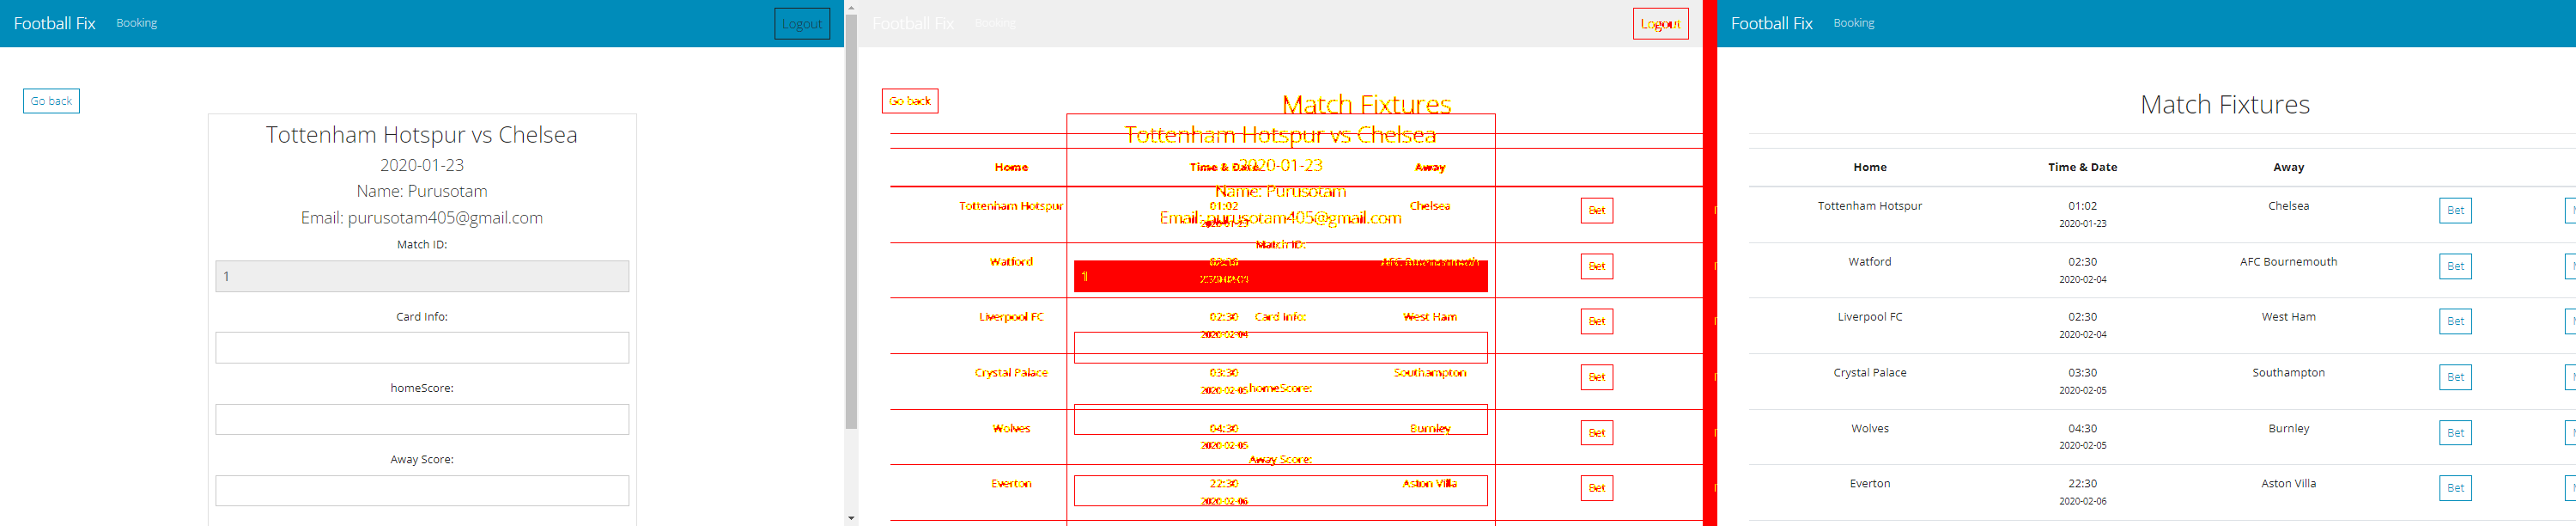 Football Fix Booking Logout
Go back
Tottenham Hotspur vs Chelsea
2020-01-23
Name: Purusotam
Email: purusotam405@gmail.com
Match ID:
1
Card Info:
homeScore:
Away Score:
Football Fix Booking Logout
Go back
Match Fixtures
Tottenham Hotspur vs Chelsea
Home Time & Date 2020-01-23 Away
Name: Purusotam
Tottenham Hotspur 01:02 Chelsea Bet
Email: purusotam405@gmail.com
2020-01-23
Match ID:
Watford 02:30 AFC Bournemouth Bet
1 2020-02-04
Liverpool FC 02:30 Card Info: West Ham Bet
2020-02-04
Crystal Palace 03:30 Southampton Bet
2020-02-05 homeScore:
Wolves 04:30 Burnley Bet
2020-02-05
Away Score:
Everton 22:30 Aston Villa Bet
2020-02-06
Football Fix Booking
Match Fixtures
Home Time & Date Away
Tottenham Hotspur 01:02 Chelsea Bet
2020-01-23
Watford 02:30 AFC Bournemouth Bet
2020-02-04
Liverpool FC 02:30 West Ham Bet
2020-02-04
Crystal Palace 03:30 Southampton Bet
2020-02-05
Wolves 04:30 Burnley Bet
2020-02-05
Everton 22:30 Aston Villa Bet
2020-02-06